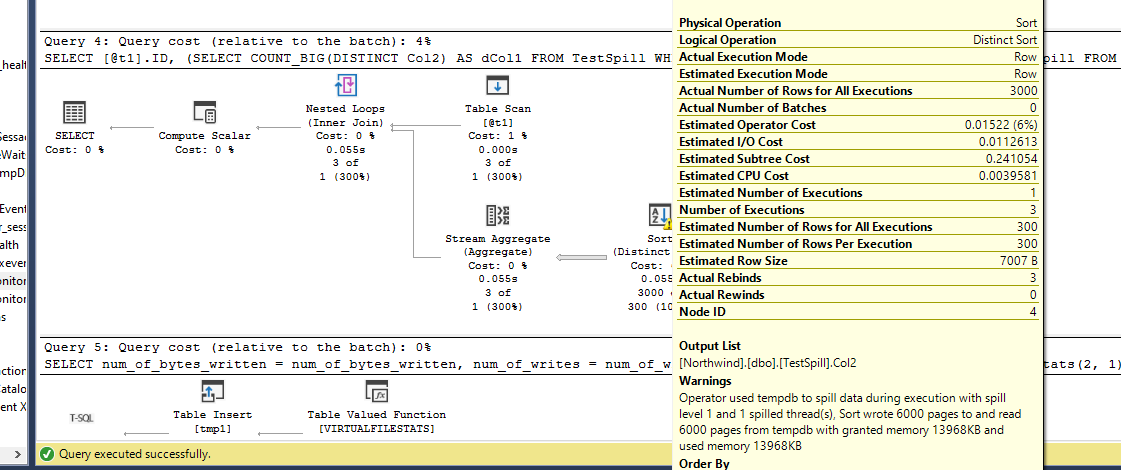 _healt
Sessa
eWait
mpD
Event
r_sess
alth
xever
onitor
onitor
s
ction
Catalo
ent X
Query 4: Query cost (relative to the batch): 4%
SELECT [@t1].ID, (SELECT COUNT_BIG(DISTINCT Col2) AS dCol1 FROM TestSpill WH
pill FROM
SELECT
Cost: 0 %
Compute Scalar
Cost: 0 %
Nested Loops
(Inner Join)
Cost: 0 %
0.055s
3 of
1 (300%)
Table Scan
[@t1]
Cost: 1 %
0.000s
3 of
1 (300%)
Stream Aggregate
(Aggregate)
Cost: 0 %
0.055s
3 of
1 (300%)
Sort
(Distinct
Cost:
0.055
3000
300 (10
Query 5: Query cost (relative to the batch): 0%
SELECT num_of_bytes_written = num_of_bytes_written, num_of_writes = num_of_w
tats(2, 1)
T-SQL
Table Insert
[tmp1]
Table Valued Function
[VIRTUALFILESTATS]
Query executed successfully.
Physical Operation Sort
Logical Operation Distinct Sort
Actual Execution Mode Row
Estimated Execution Mode Row
Actual Number of Rows for All Executions 3000
Actual Number of Batches 0
Estimated Operator Cost 0.01522 (6%)
Estimated I/O Cost 0.0112613
Estimated Subtree Cost 0.241054
Estimated CPU Cost 0.0039581
Estimated Number of Executions 1
Number of Executions 3
Estimated Number of Rows for All Executions 300
Estimated Number of Rows Per Execution 300
Estimated Row Size 7007 B
Actual Rebinds 3
Actual Rewinds 0
Node ID 4
Output List
[Northwind].[dbo].[TestSpill].Col2
Warnings
Operator used tempdb to spill data during execution with spill
level 1 and 1 spilled thread(s), Sort wrote 6000 pages to and read
6000 pages from tempdb with granted memory 13968KB and
used memory 13968KB
Order By